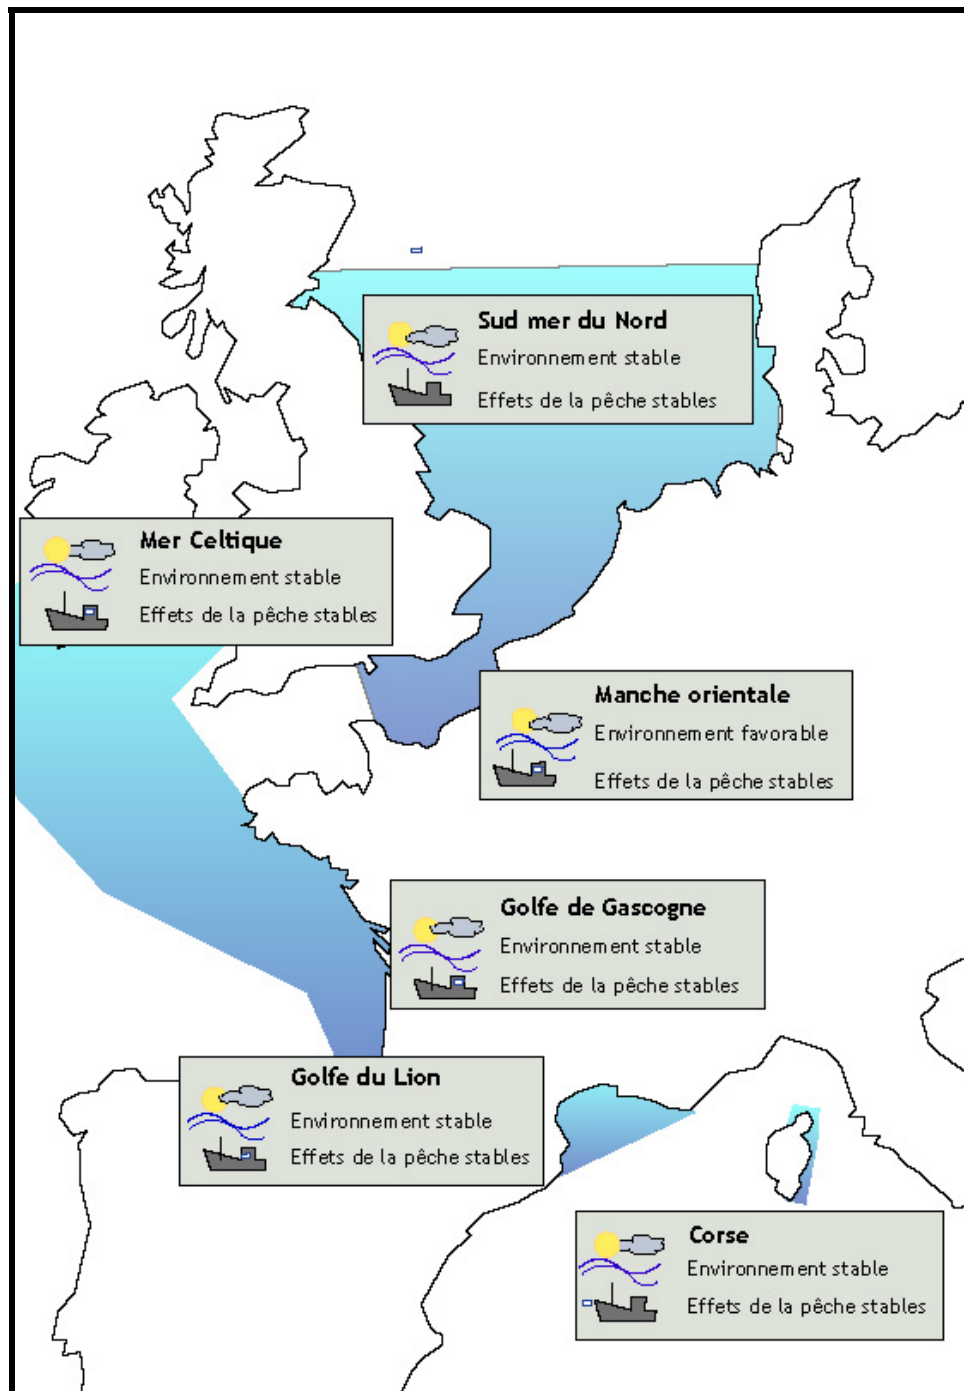 Sud mer du Nord
Environnement stable
Effets de la pêche stables
Mer Celtique
Environnement stable
Effets de la pêche stables
Manche orientale
Environnement favorable
Effets de la pêche stables
Golfe de Gascogne
Environnement stable
Effets de la pêche stables
Golfe du Lion
Environnement stable
Effets de la pêche stables
Corse
Environnement stable
Effets de la pêche stables